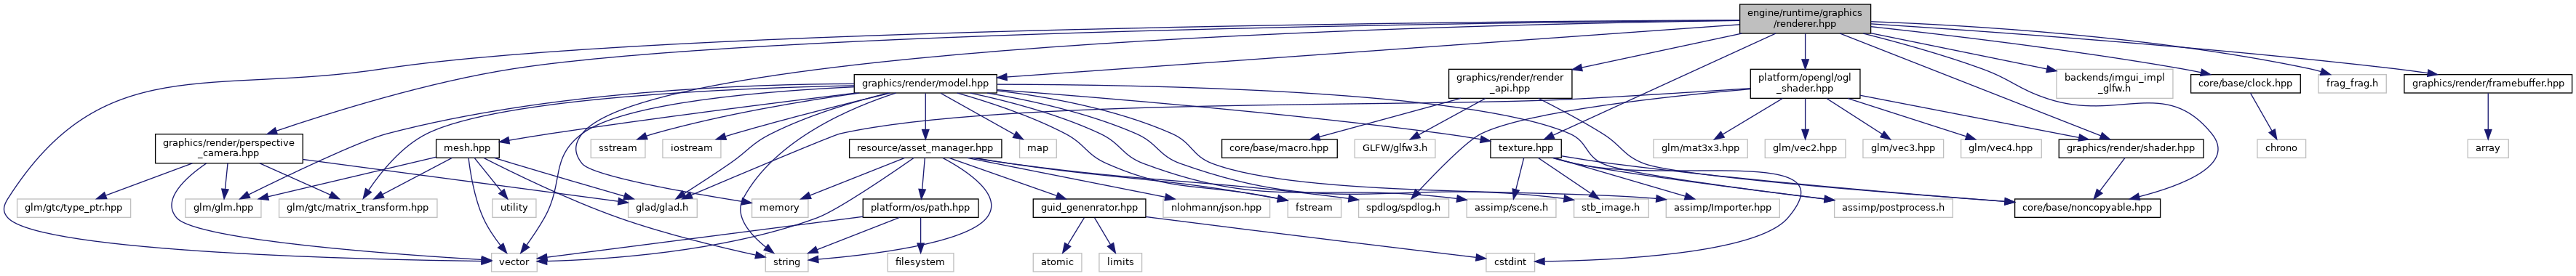 engine/runtime/graphics
/renderer.hpp
graphics/render/model.hpp
graphics/render/render
_api.hpp
platform/opengl/ogl
_shader.hpp
backends/imgui_impl
_glfw.h
core/base/clock.hpp
frag_frag.h
graphics/render/framebuffer.hpp
graphics/render/perspective
_camera.hpp
mesh.hpp
sstream
iostream
resource/asset_manager.hpp
map
core/base/macro.hpp
GLFW/glfw3.h
texture.hpp
glm/mat3x3.hpp
glm/vec2.hpp
glm/vec3.hpp
glm/vec4.hpp
graphics/render/shader.hpp
chrono
array
glm/gtc/type_ptr.hpp
glm/glm.hpp
glm/gtc/matrix_transform.hpp
utility
glad/glad.h
memory
platform/os/path.hpp
guid_genenrator.hpp
nlohmann/json.hpp
fstream
spdlog/spdlog.h
assimp/scene.h
stb_image.h
assimp/Importer.hpp
assimp/postprocess.h
core/base/noncopyable.hpp
vector
string
filesystem
atomic
limits
cstdint